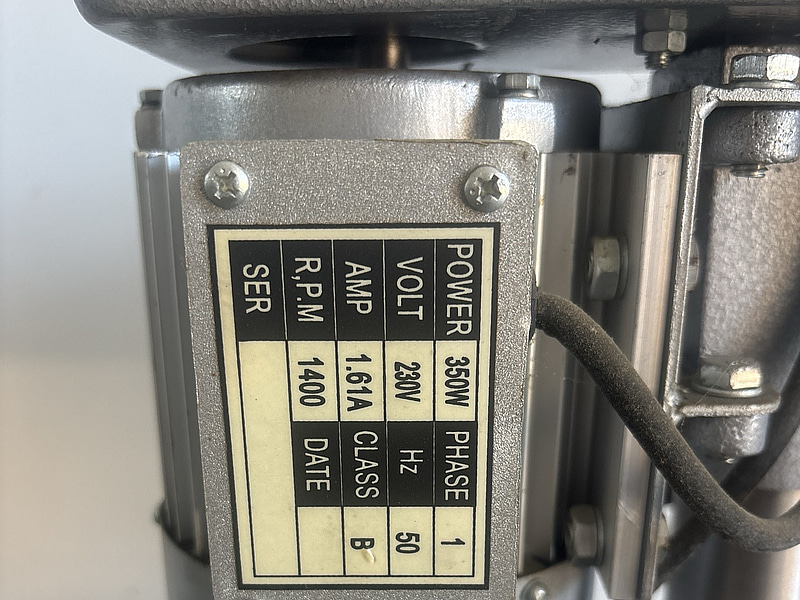 POWER 350W PHASE 1
VOLT 230V Hz 50
AMP 1.61A CLASS B
R,P.M 1400 DATE
SER